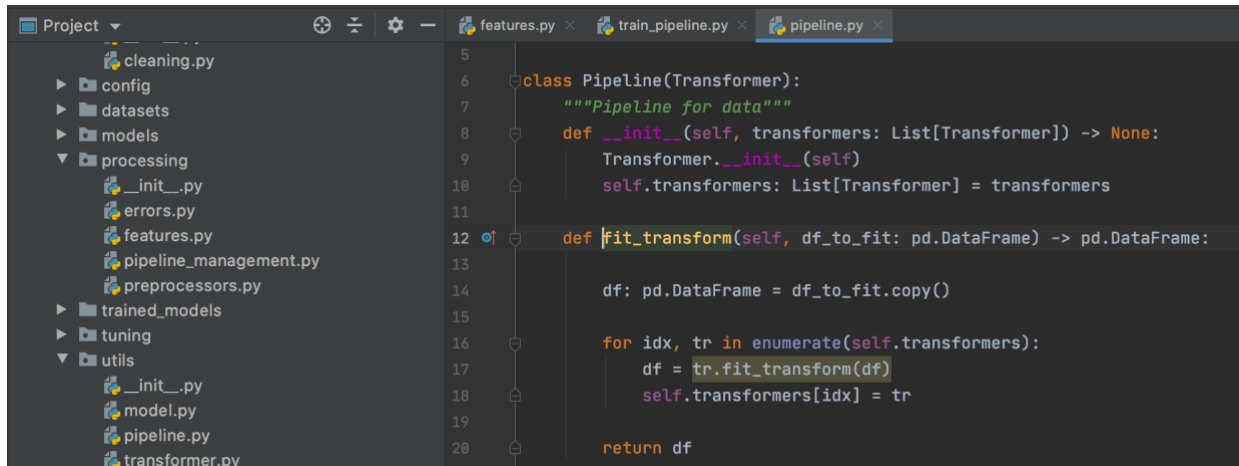 Project
cleaning.py
config
datasets
models
processing
__init__.py
errors.py
features.py
pipeline_management.py
preprocessors.py
trained_models
tuning
utils
__init__.py
model.py
pipeline.py
transformer.py
features.py
train_pipeline.py
pipeline.py
5
6 class Pipeline(Transformer):
7 """Pipeline for data"""
8 def __init__(self, transformers: List[Transformer]) -> None:
9 Transformer.__init__(self)
10 self.transformers: List[Transformer] = transformers
11
12 def fit_transform(self, df_to_fit: pd.DataFrame) -> pd.DataFrame:
13
14 df: pd.DataFrame = df_to_fit.copy()
15
16 for idx, tr in enumerate(self.transformers):
17 df = tr.fit_transform(df)
18 self.transformers[idx] = tr
19
20 return df